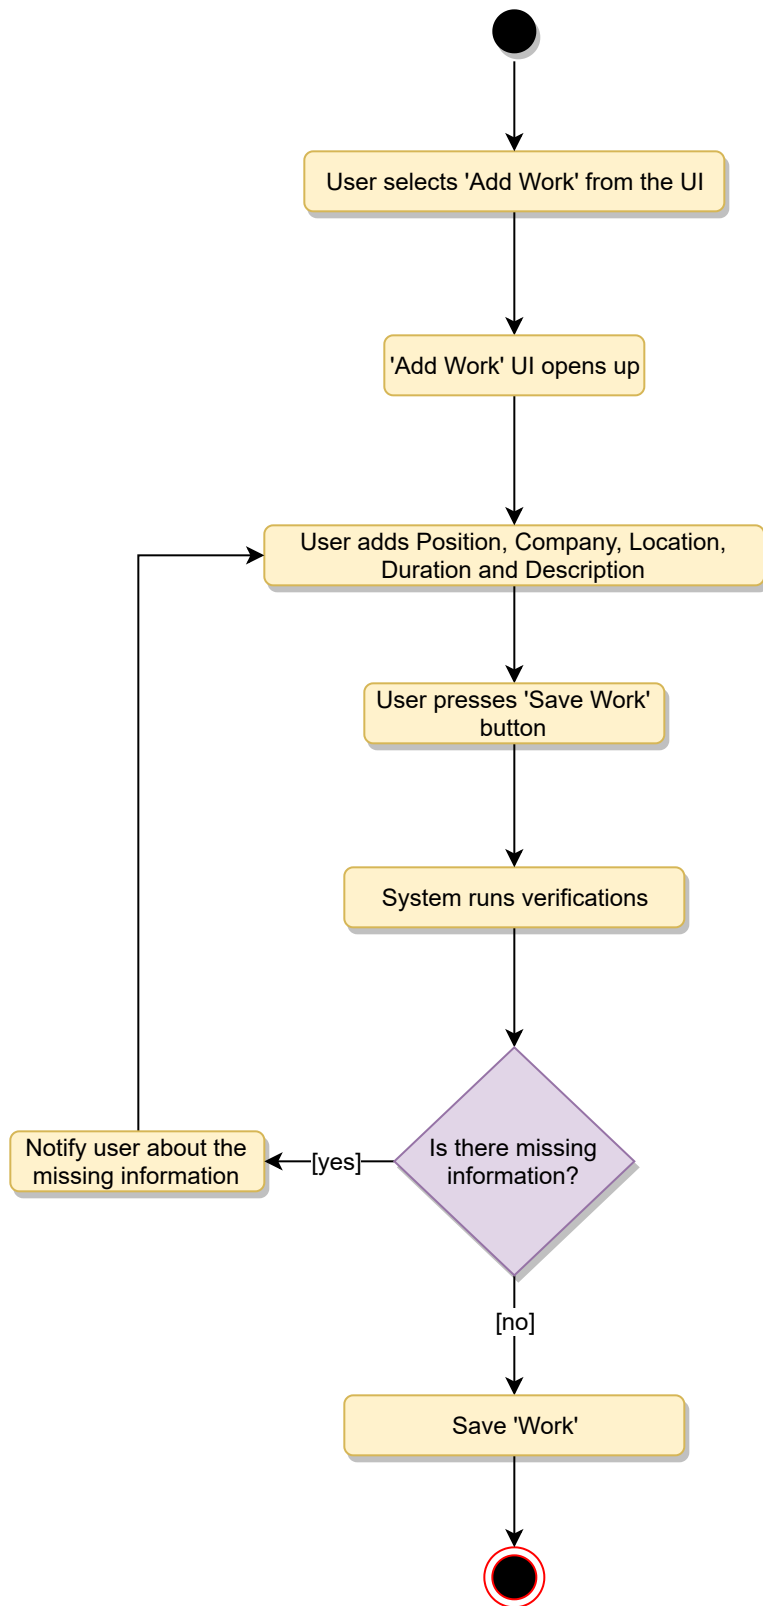 User selects 'Add Work' from the UI
'Add Work' UI opens up
User adds Position, Company, Location,
Duration and Description
User presses 'Save Work'
button
System runs verifications
Is there missing
information?
[yes]
Notify user about the
missing information
[no]
Save 'Work'